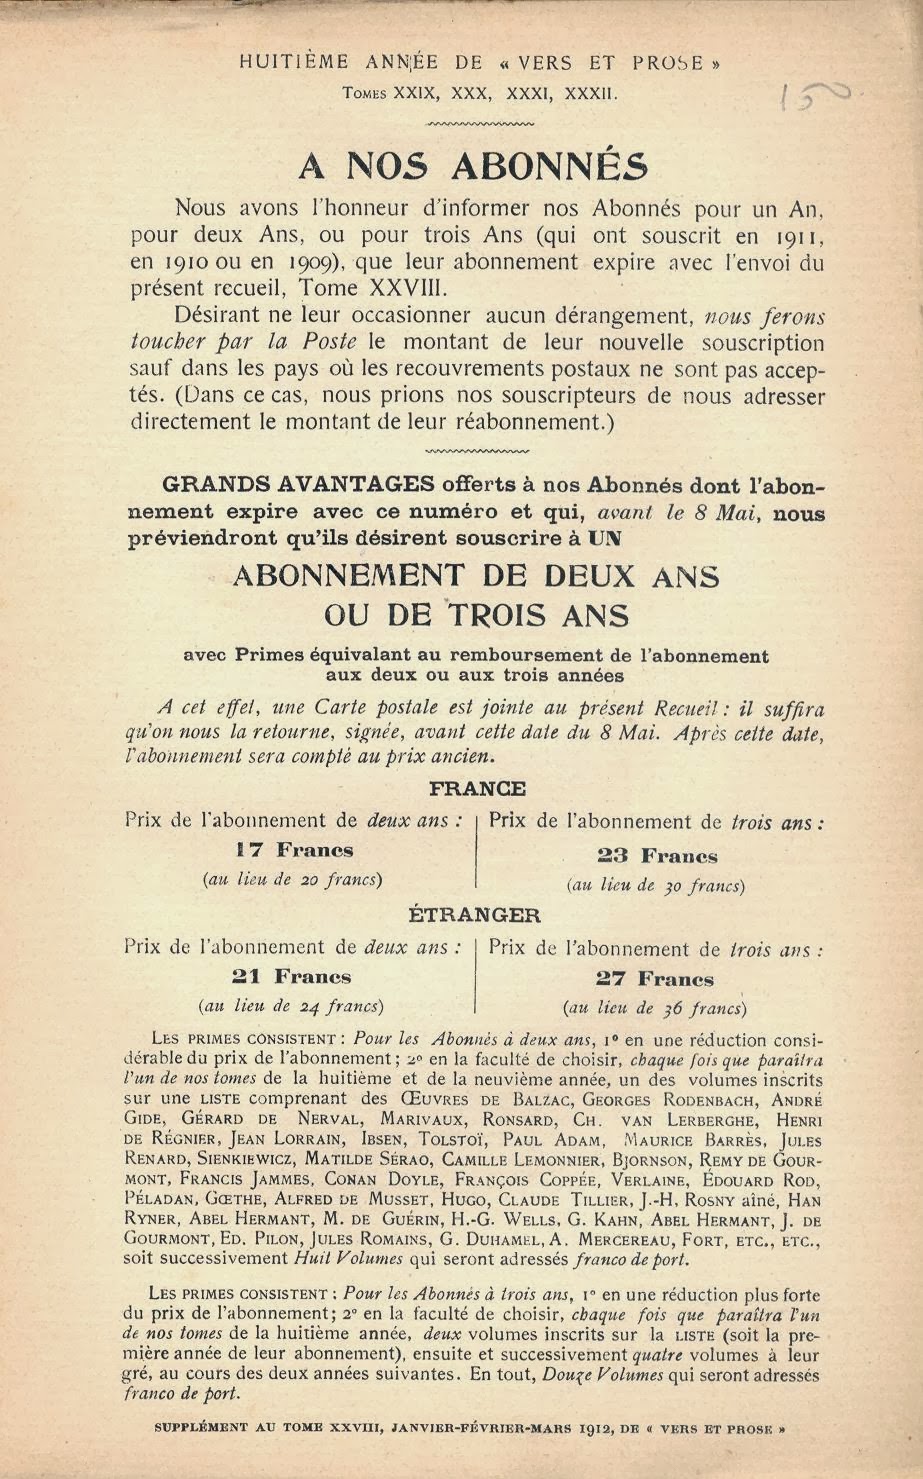 HUITIÈME ANNÉE DE « VERS ET PROSE »
TOMES XXIX, XXX, XXXI, XXXII.
150
A NOS ABONNÉS
Nous avons l'honneur d'informer nos Abonnés pour un An,
pour deux Ans, ou pour trois Ans (qui ont souscrit en 1911,
en 1910 ou en 1909), que leur abonnement expire avec l'envoi du
présent recueil, Tome XXVIII.
Désirant ne leur occasionner aucun dérangement, nous ferons
toucher par la Poste le montant de leur nouvelle souscription
sauf dans les pays où les recouvrements postaux ne sont pas accep-
tés. (Dans ce cas, nous prions nos souscripteurs de nous adresser
directement le montant de leur réabonnement.)
GRANDS AVANTAGES offerts à nos Abonnés dont l'abon-
nement expire avec ce numéro et qui, avant le 8 Mai, nous
préviendront qu'ils désirent souscrire à UN
ABONNEMENT DE DEUX ANS
OU DE TROIS ANS
avec Primes équivalant au remboursement de l'abonnement
aux deux ou aux trois années
A cet effet, une Carte postale est jointe au présent Recueil : il suffira
qu'on nous la retourne, signée, avant cette date du 8 Mai. Après cette date,
l'abonnement sera compté au prix ancien.
FRANCE
Prix de l'abonnement de deux ans :
17 Francs
(au lieu de 20 francs)
Prix de l'abonnement de trois ans :
23 Francs
(au lieu de 30 francs)
ÉTRANGER
Prix de l'abonnement de deux ans :
21 Francs
(au lieu de 24 francs)
Prix de l'abonnement de trois ans :
27 Francs
(au lieu de 36 francs)
LES PRIMES CONSISTENT : Pour les Abonnés à deux ans, 1° en une réduction consi-
dérable du prix de l'abonnement ; 2° en la faculté de choisir, chaque fois que paraîtra
l'un de nos tomes de la huitième et de la neuvième année, un des volumes inscrits
sur une LISTE comprenant des ŒUVRES DE BALZAC, GEORGES RODENBACH, ANDRÉ
GIDE, GÉRARD DE NERVAL, MARIVAUX, RONSARD, CH. VAN LERBERGHE, HENRI
DE RÉGNIER, JEAN LORRAIN, IBSEN, TOLSTOÏ, PAUL ADAM, MAURICE BARRÈS, JULES
RENARD, SIENKIEWICZ, MATILDE SÉRAO, CAMILLE LEMONNIER, BJORNSON, REMY DE GOUR-
MONT, FRANCIS JAMMES, CONAN DOYLE, FRANÇOIS COPPÉE, VERLAINE, ÉDOUARD ROD,
PÉLADAN, GŒTHE, ALFRED DE MUSSET, HUGO, CLAUDE TILLIER, J.-H. ROSNY aîné, HAN
RYNER, ABEL HERMANT, M. DE GUÉRIN, H.-G. WELLS, G. KAHN, ABEL HERMANT, J. DE
GOURMONT, ED. PILON, JULES ROMAINS, G. DUHAMEL, A. MERCEREAU, FORT, ETC., ETC.,
soit successivement Huit Volumes qui seront adressés franco de port.
LES PRIMES CONSISTENT : Pour les Abonnés à trois ans, 1° en une réduction plus forte
du prix de l'abonnement ; 2° en la faculté de choisir, chaque fois que paraîtra l'un
de nos tomes de la huitième année, deux volumes inscrits sur la LISTE (soit la pre-
mière année de leur abonnement), ensuite et successivement quatre volumes à leur
gré, au cours des deux années suivantes. En tout, Douze Volumes qui seront adressés
franco de port.
SUPPLÉMENT AU TOME XXVIII, JANVIER-FÉVRIER-MARS 1912, DE « VERS ET PROSE »